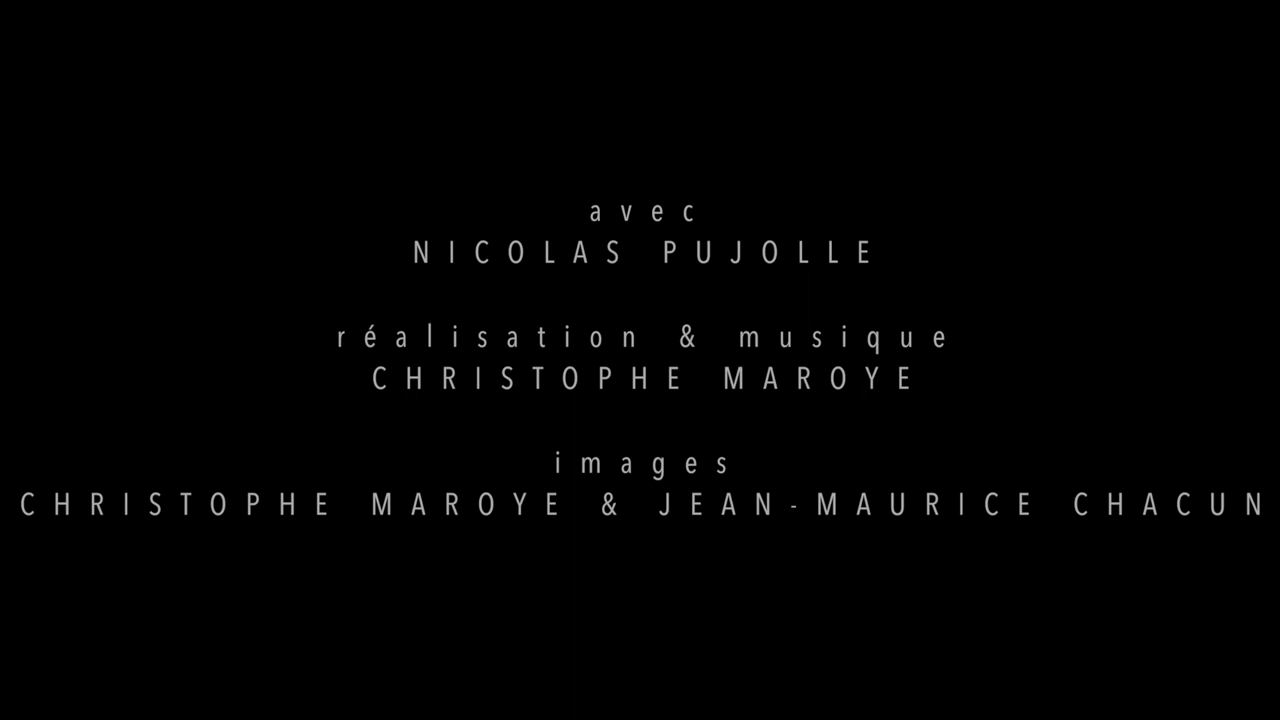 avec
NICOLAS PUJOLLE
réalisation & musique
CHRISTOPHE MAROYE
images
CHRISTOPHE MAROYE & JEAN-MAURICE CHACUN